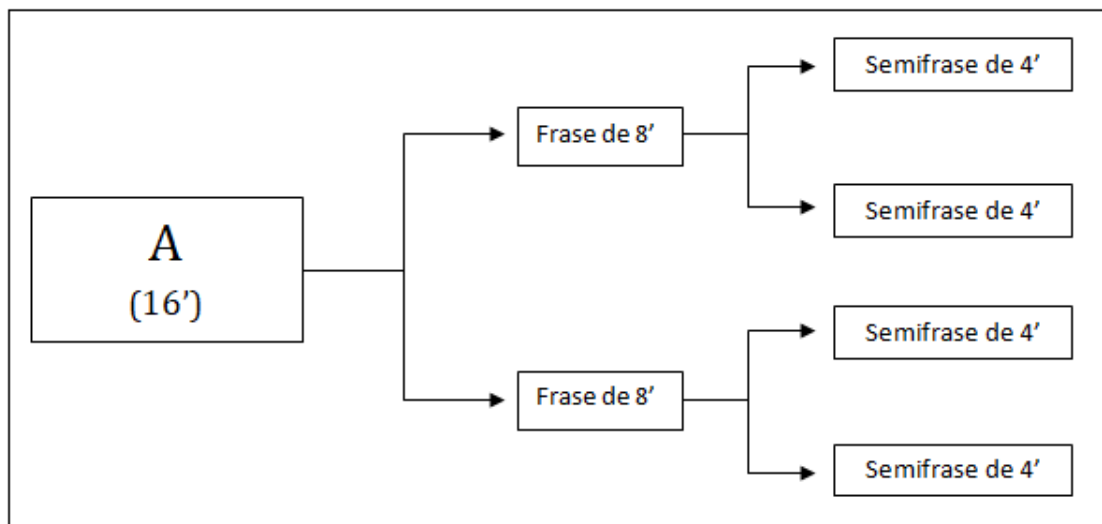 A
(16’)
Frase de 8’
Semifrase de 4’
Semifrase de 4’
Frase de 8’
Semifrase de 4’
Semifrase de 4’